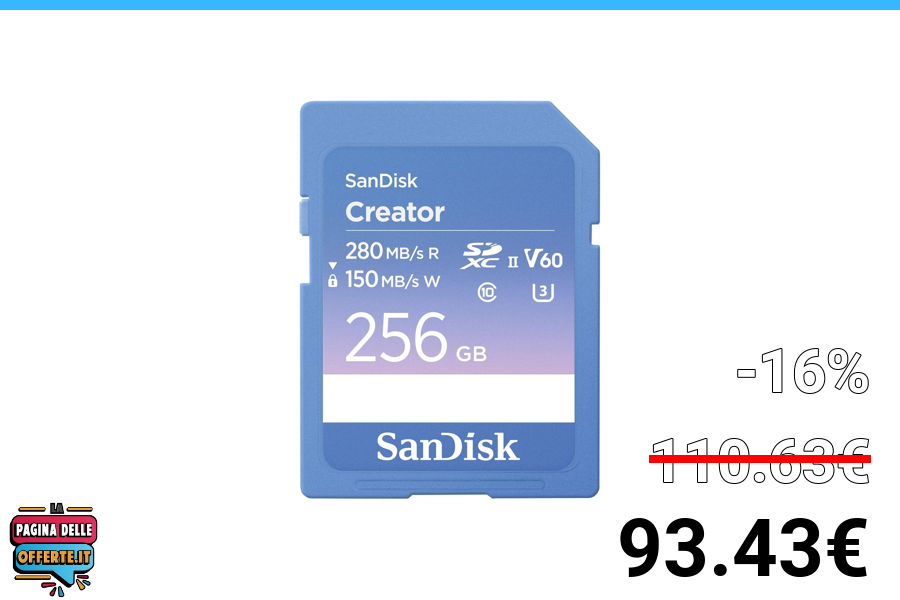 SanDisk
Creator
280 MB/s R
150 MB/s W
SD XC II V60
10 3
256 GB
SanDisk
-16%
110.63€
93.43€
LA
PAGINA DELLE
OFFERTE.IT